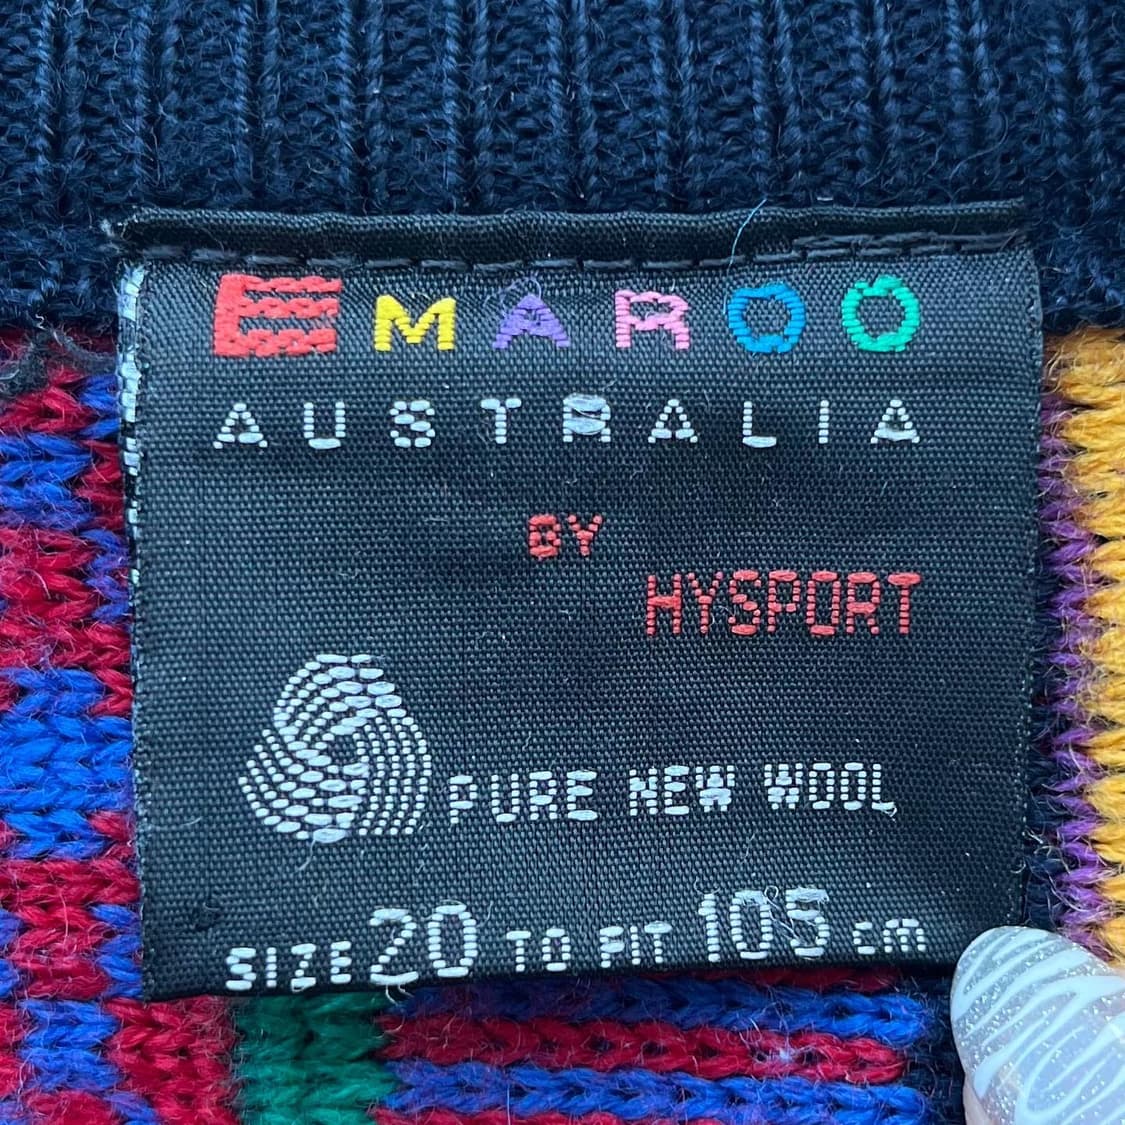 EMAROO
AUSTRALIA
BY
HYSPORT
PURE NEW WOOL
SIZE 20 TO FIT 105 cm